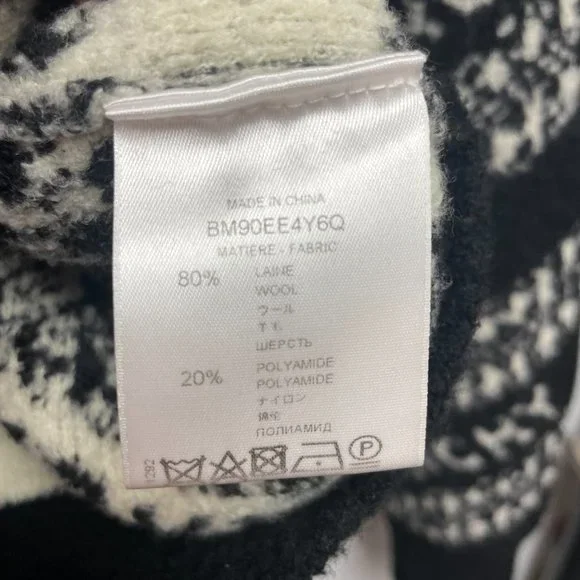 MADE IN CHINA
BM90EE4Y6Q
MATIERE - FABRIC
80% LAINE
WOOL
ウール
ШЕРСТЬ
20% POLYAMIDE
POLYAMIDE
ナイロン
ПОЛИАМИД
P